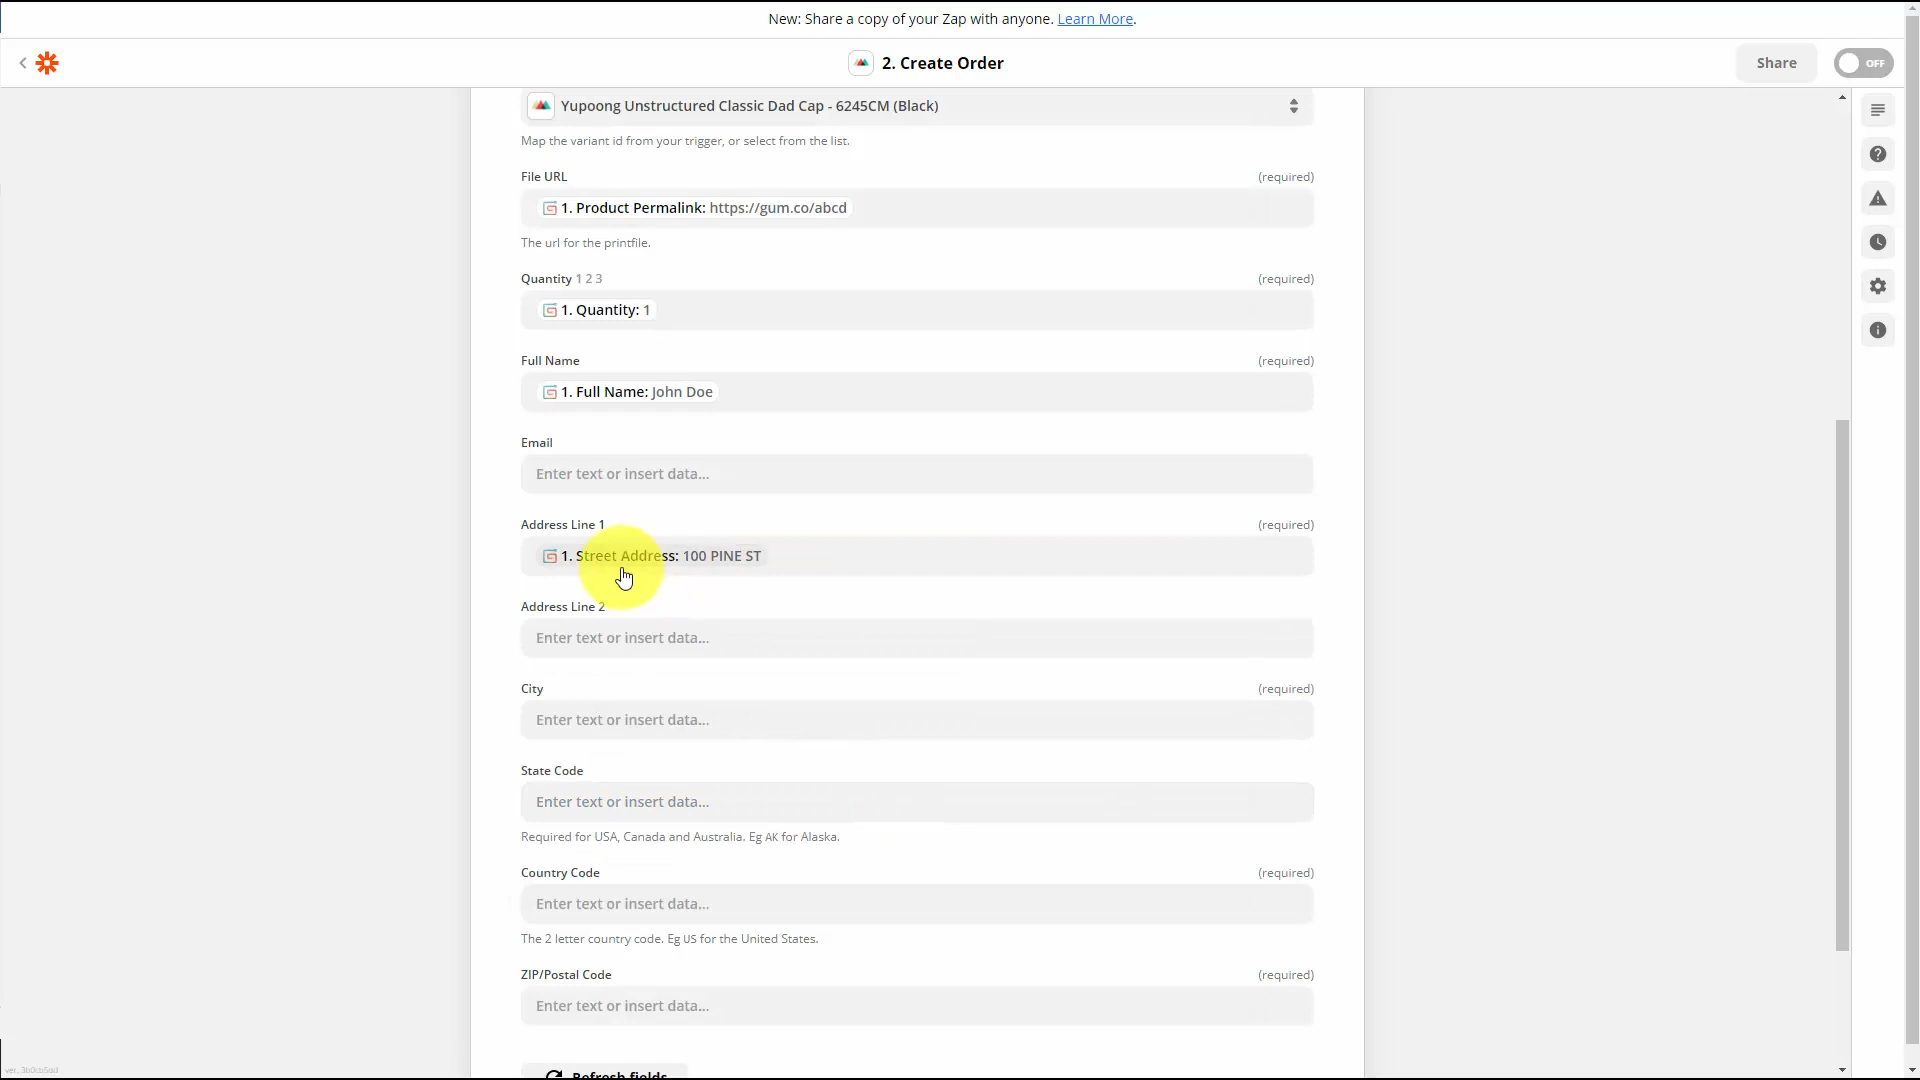 New: Share a copy of your Zap with anyone. Learn More.
2. Create Order
Share
OFF
Yupoong Unstructured Classic Dad Cap - 6245CM (Black)
Map the variant id from your trigger, or select from the list.
File URL (required)
1. Product Permalink: https://gum.co/abcd
The url for the printfile.
Quantity 1 2 3 (required)
1. Quantity: 1
Full Name (required)
1. Full Name: John Doe
Email
Enter text or insert data...
Address Line 1 (required)
1. Street Address: 100 PINE ST
Address Line 2
Enter text or insert data...
City (required)
Enter text or insert data...
State Code
Enter text or insert data...
Required for USA, Canada and Australia. Eg AK for Alaska.
Country Code (required)
Enter text or insert data...
The 2 letter country code. Eg US for the United States.
ZIP/Postal Code (required)
Enter text or insert data...
Refresh fields